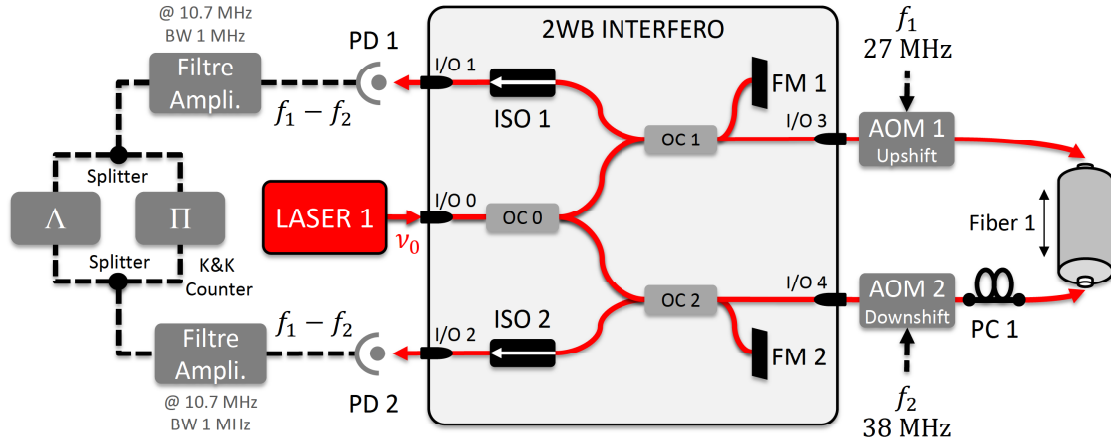 @ 10.7 MHz
BW 1 MHz
Filtre
Ampli.
f₁ − f₂
PD 1
2WB INTERFERO
I/O 1
ISO 1
FM 1
OC 1
I/O 3
f₁
27 MHz
AOM 1
Upshift
Splitter
Λ
Π
LASER 1
ν₀
I/O 0
OC 0
Fiber 1
Splitter
K&K
Counter
I/O 4
OC 2
AOM 2
Downshift
PC 1
Filtre
Ampli.
f₁ − f₂
PD 2
I/O 2
ISO 2
FM 2
@ 10.7 MHz
BW 1 MHz
f₂
38 MHz